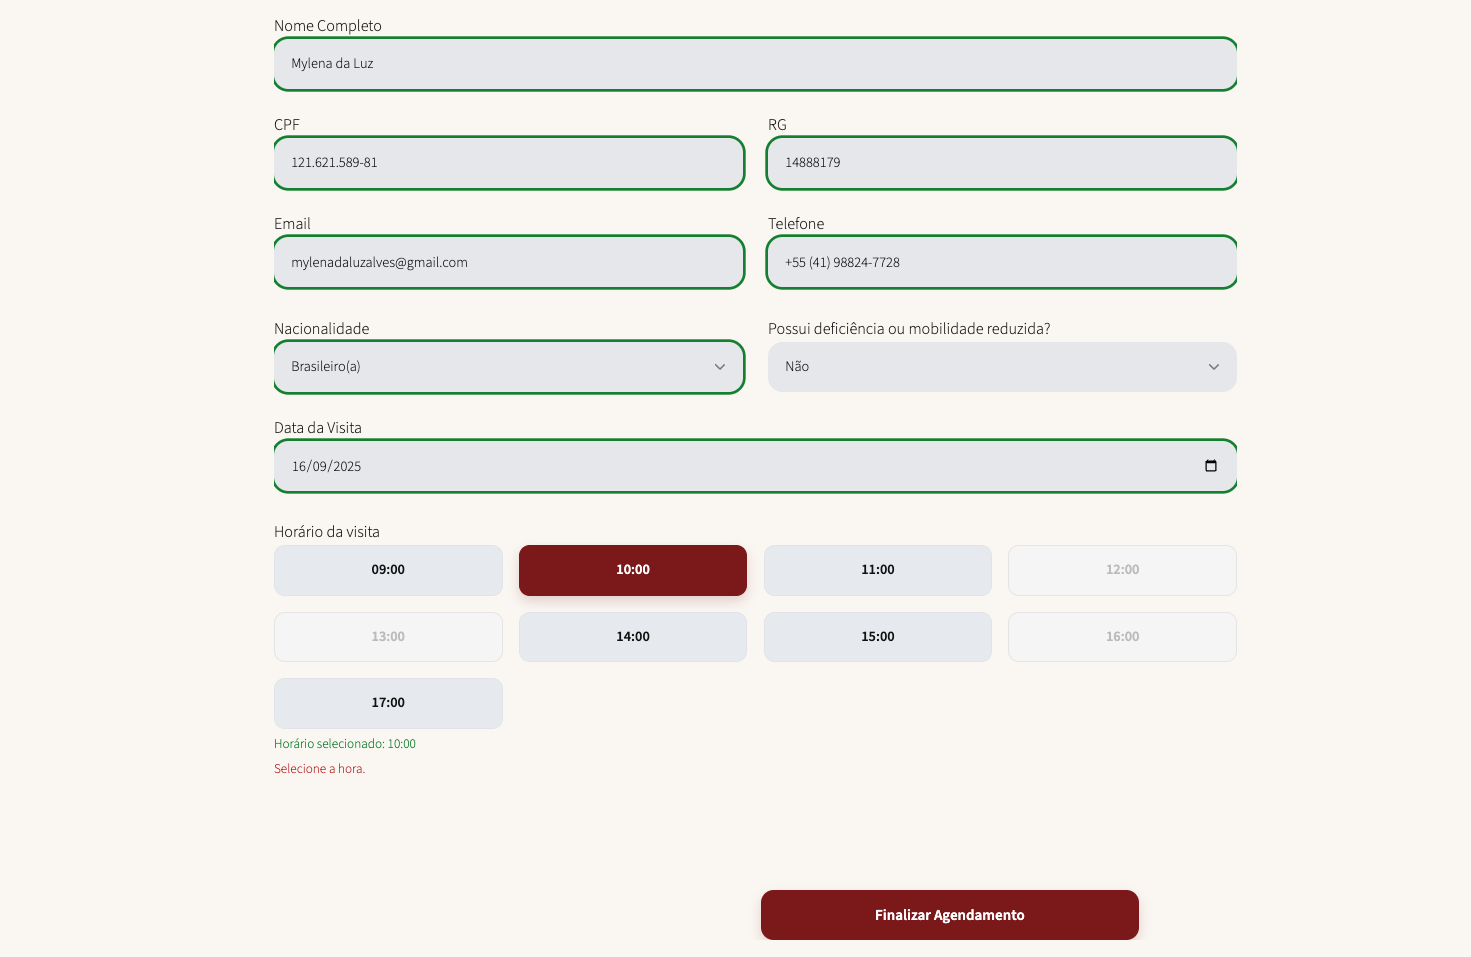 Nome Completo
Mylena da Luz
CPF
RG
121.621.589-81
14888179
Email
Telefone
mylenadaluzalves@gmail.com
+55 (41) 98824-7728
Nacionalidade
Possui deficiência ou mobilidade reduzida?
Brasileiro(a)
Não
Data da Visita
16/09/2025
Horário da visita
09:00
10:00
11:00
12:00
13:00
14:00
15:00
16:00
17:00
Horário selecionado: 10:00
Selecione a hora.
Finalizar Agendamento